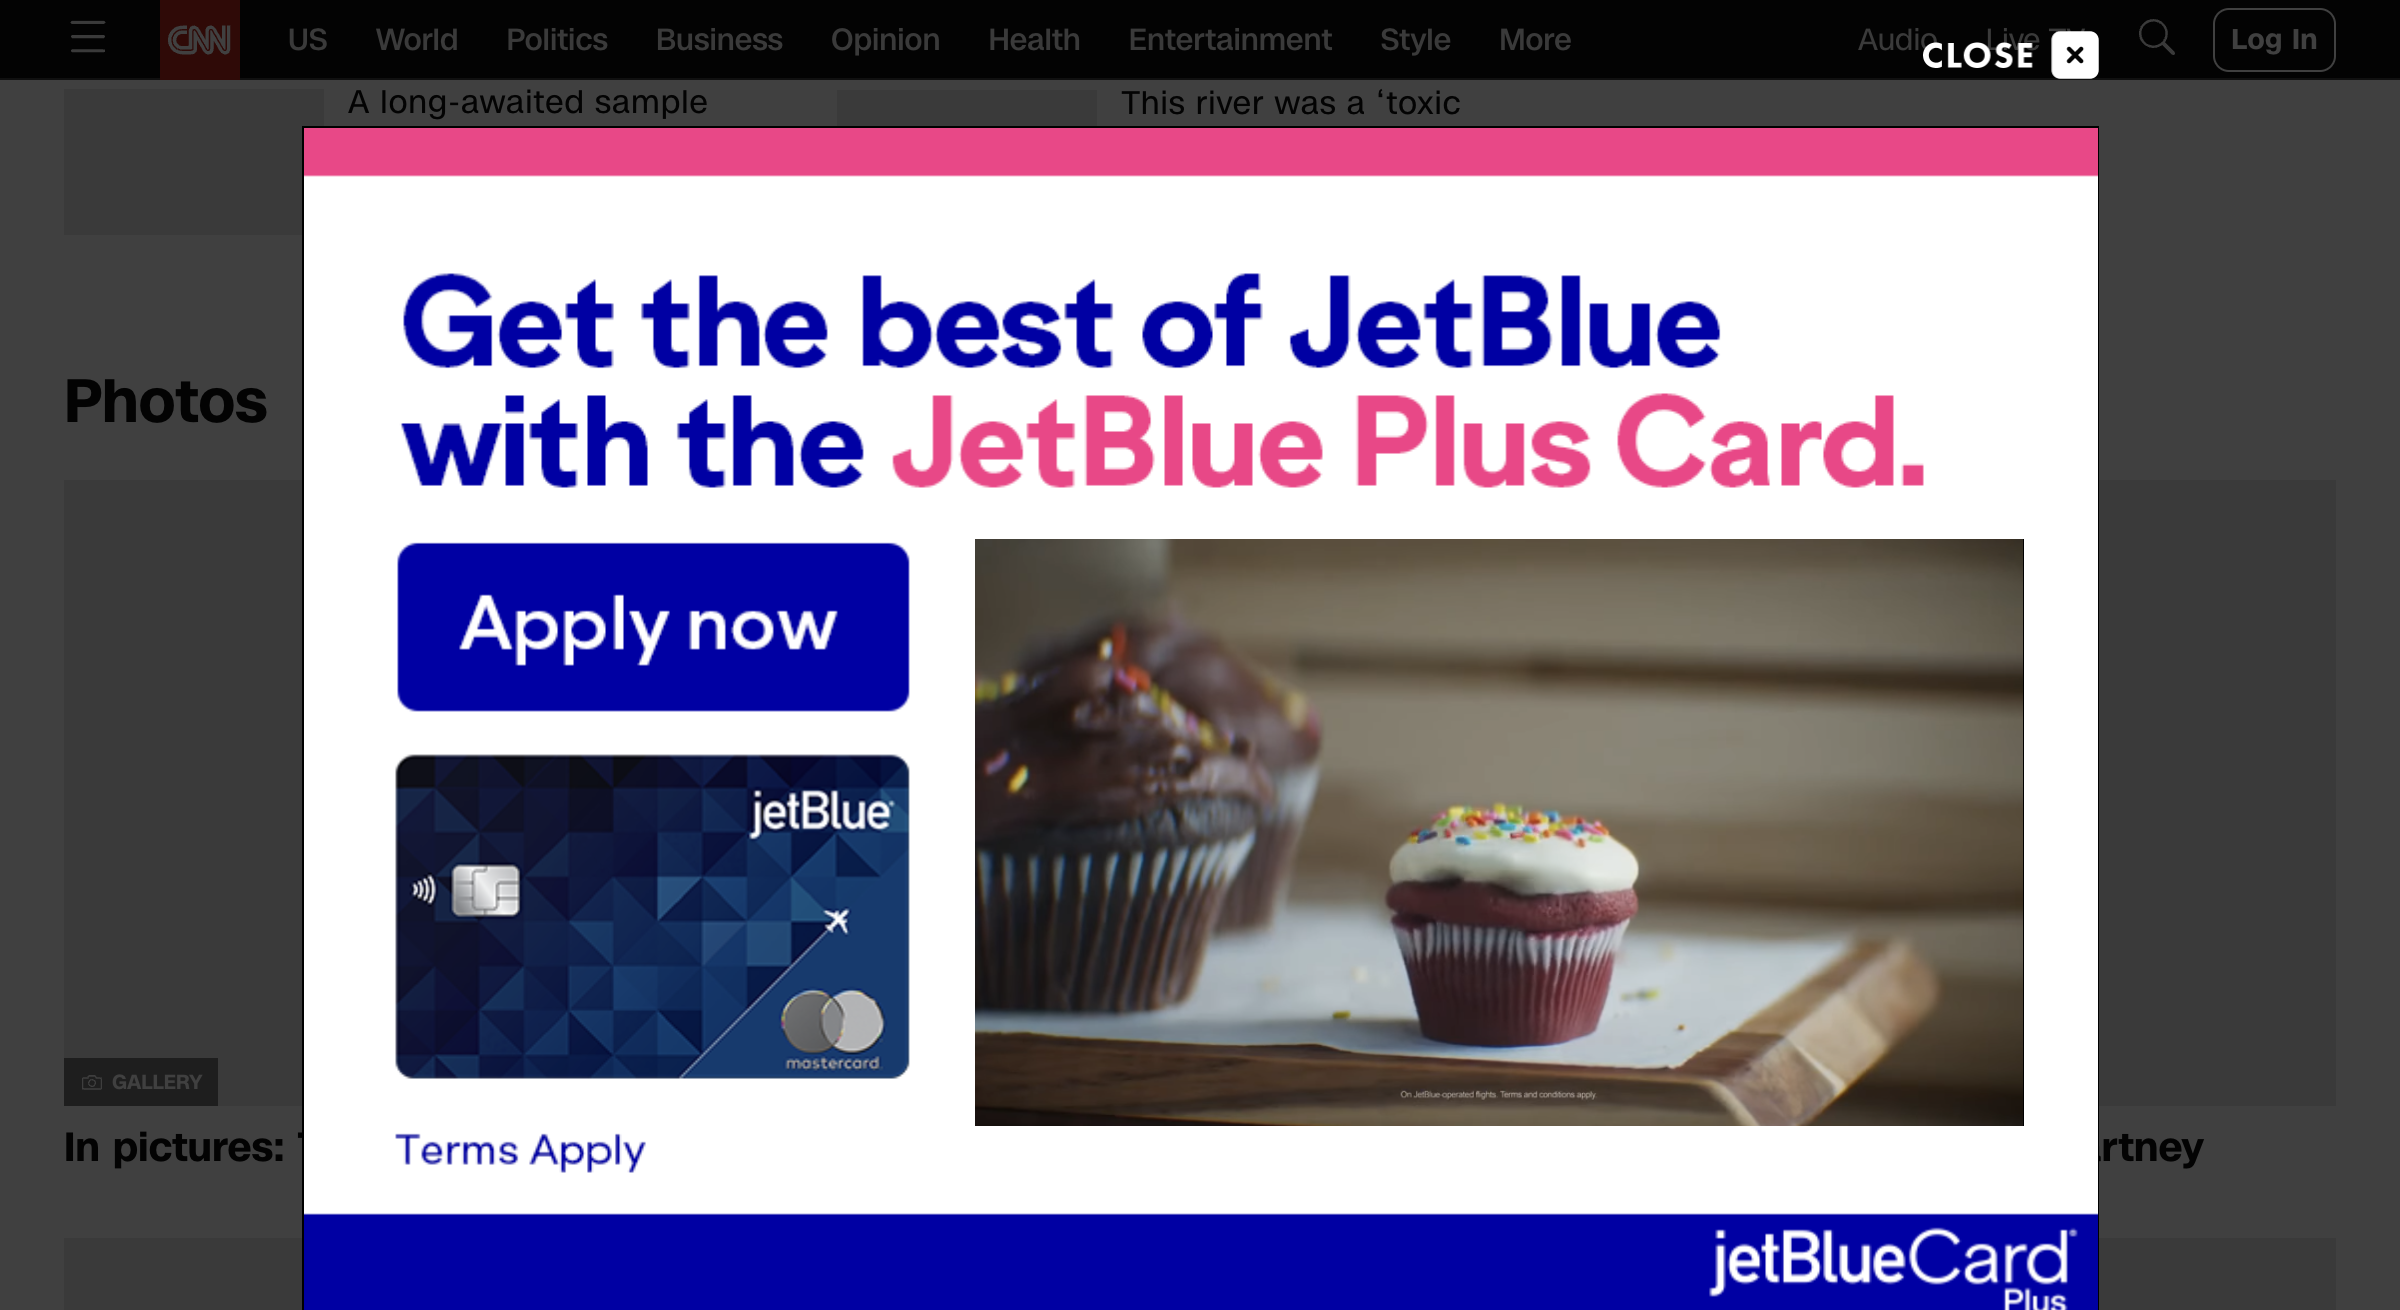 CNN
US World Politics Business Opinion Health Entertainment Style More
Audio Live TV Log In
CLOSE
A long-awaited sample
This river was a ‘toxic
Photos
Get the best of JetBlue
with the JetBlue Plus Card.
Apply now
jetBlue
mastercard
On JetBlue-operated flights. Terms and conditions apply.
GALLERY
In pictures:
rtney
Terms Apply
jetBlueCard
Plus